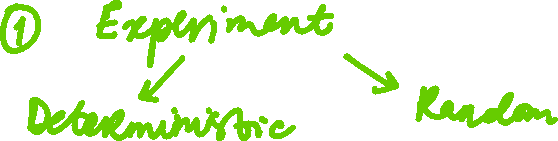 ① Experiment
Deterministic Random